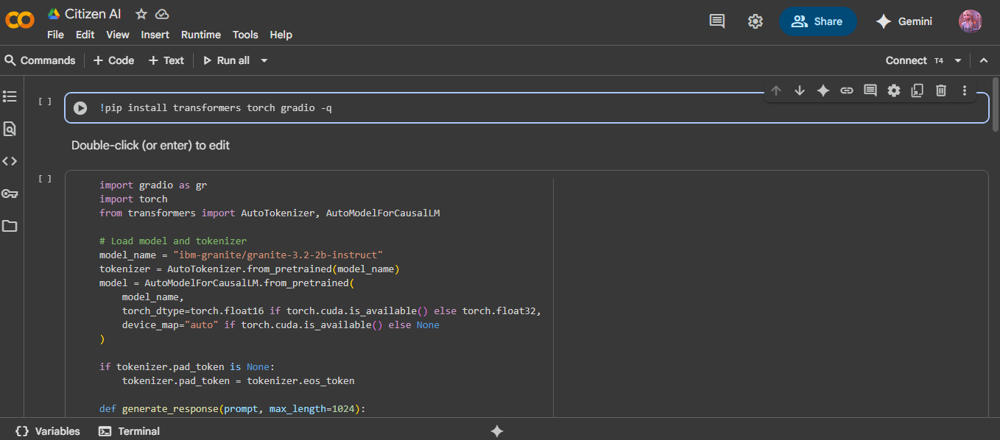 Citizen AI
File Edit View Insert Runtime Tools Help
Share
Gemini
Commands + Code + Text Run all
Connect T4
[ ] !pip install transformers torch gradio -q
Double-click (or enter) to edit
[ ]
import gradio as gr
import torch
from transformers import AutoTokenizer, AutoModelForCausalLM

# Load model and tokenizer
model_name = "ibm-granite/granite-3.2-2b-instruct"
tokenizer = AutoTokenizer.from_pretrained(model_name)
model = AutoModelForCausalLM.from_pretrained(
    model_name,
    torch_dtype=torch.float16 if torch.cuda.is_available() else torch.float32,
    device_map="auto" if torch.cuda.is_available() else None
)

if tokenizer.pad_token is None:
    tokenizer.pad_token = tokenizer.eos_token

def generate_response(prompt, max_length=1024):
Variables Terminal